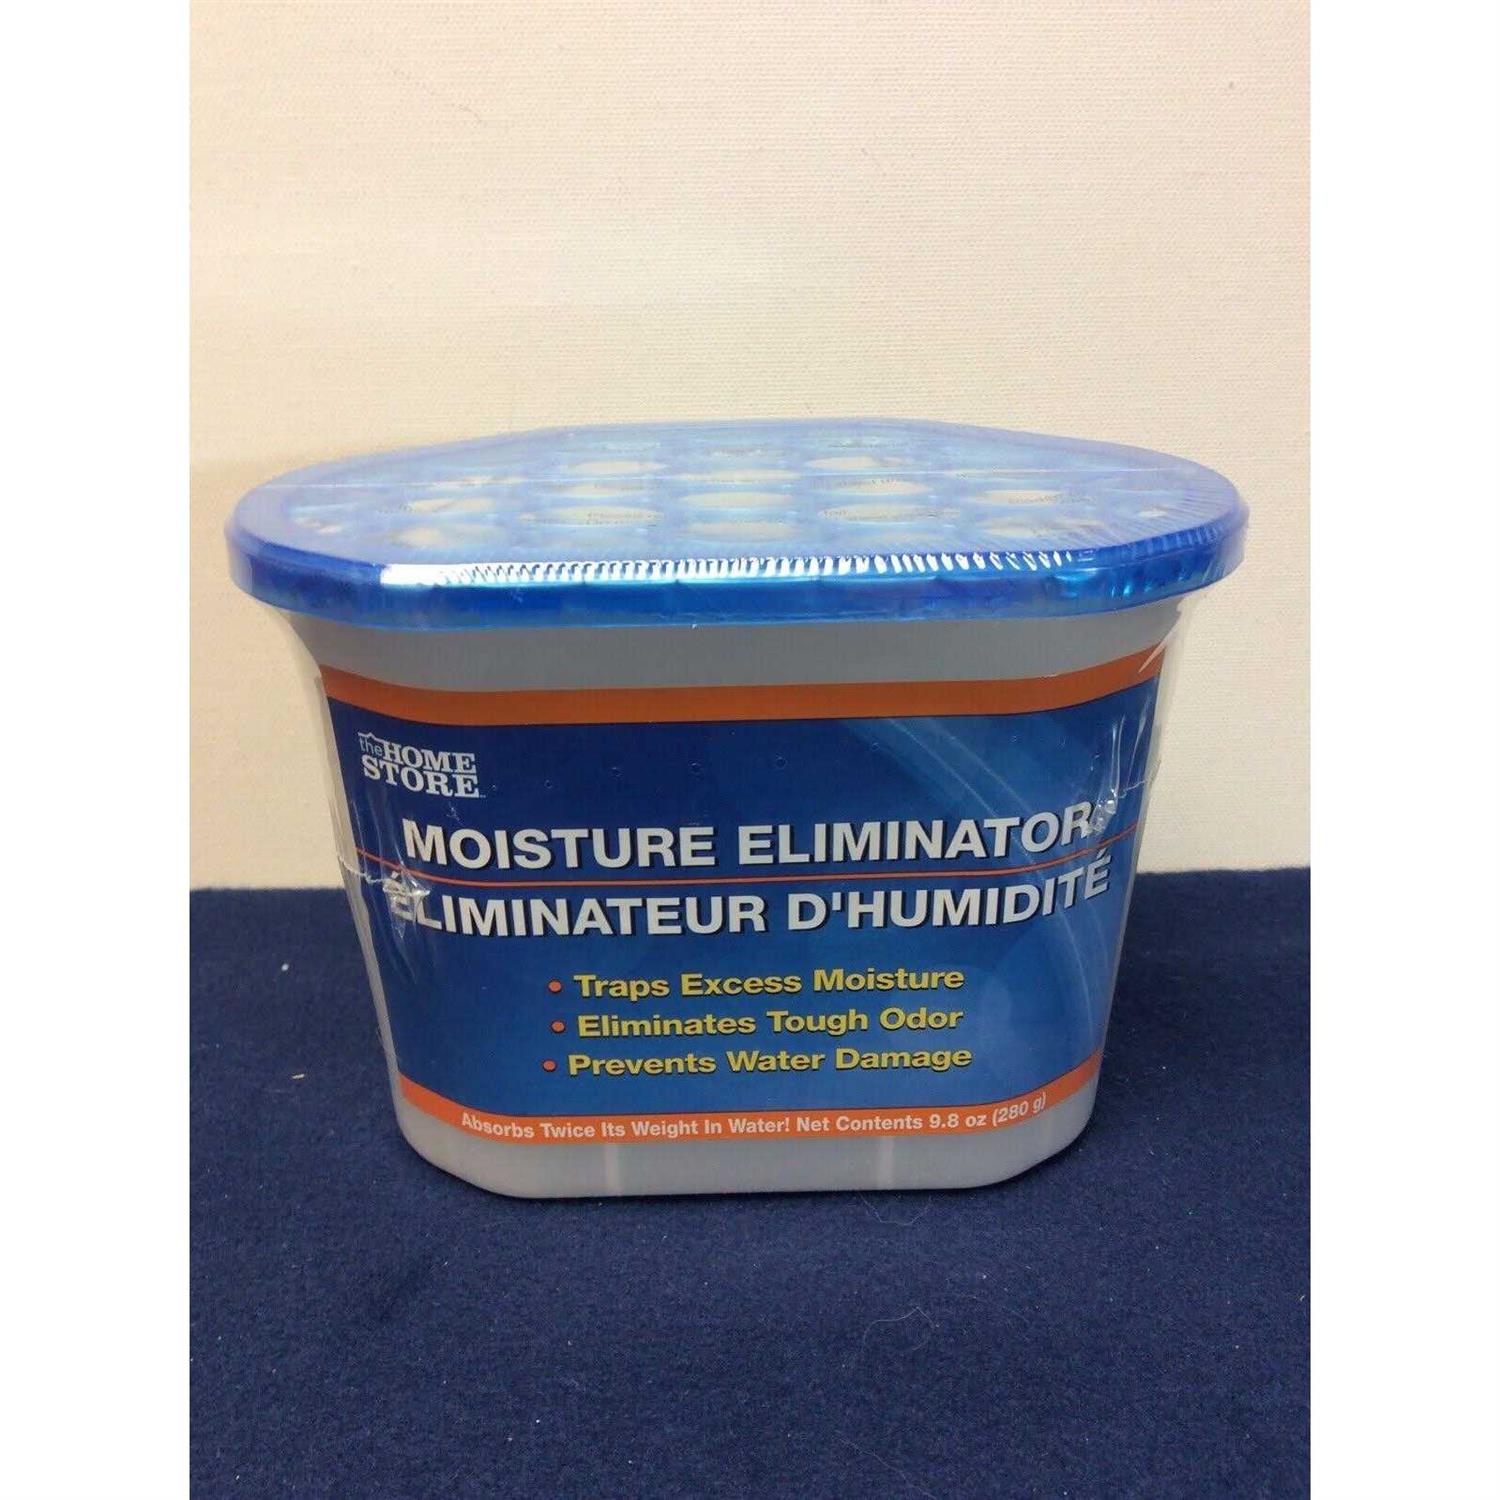 the HOME
STORE
MOISTURE ELIMINATOR
ÉLIMINATEUR D'HUMIDITÉ
• Traps Excess Moisture
• Eliminates Tough Odor
• Prevents Water Damage
Absorbs Twice Its Weight In Water! Net Contents 9.8 oz (280 g)